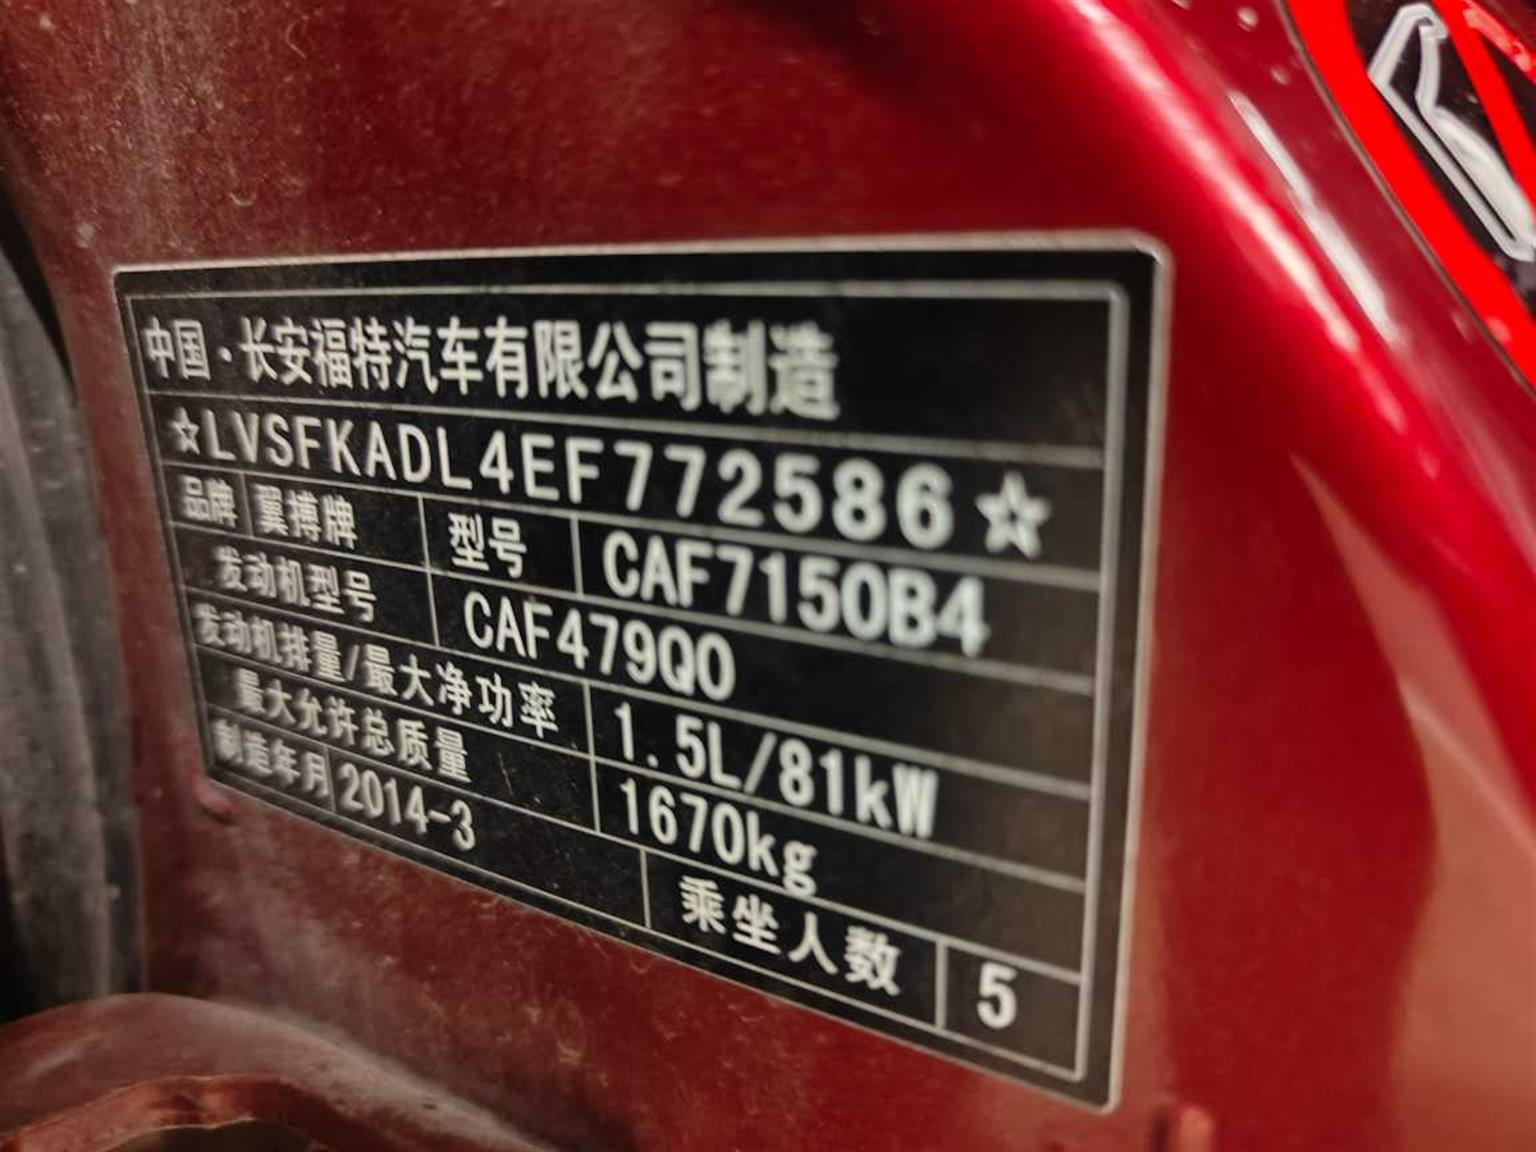 中国·长安福特汽车有限公司制造
☆LVSFKADL4EF772586☆
品牌 翼搏牌 型号 CAF7150B4
发动机型号 CAF479Q0
发动机排量/最大净功率 1.5L/81kW
最大允许总质量 1670kg
制造年月 2014-3 乘坐人数 5